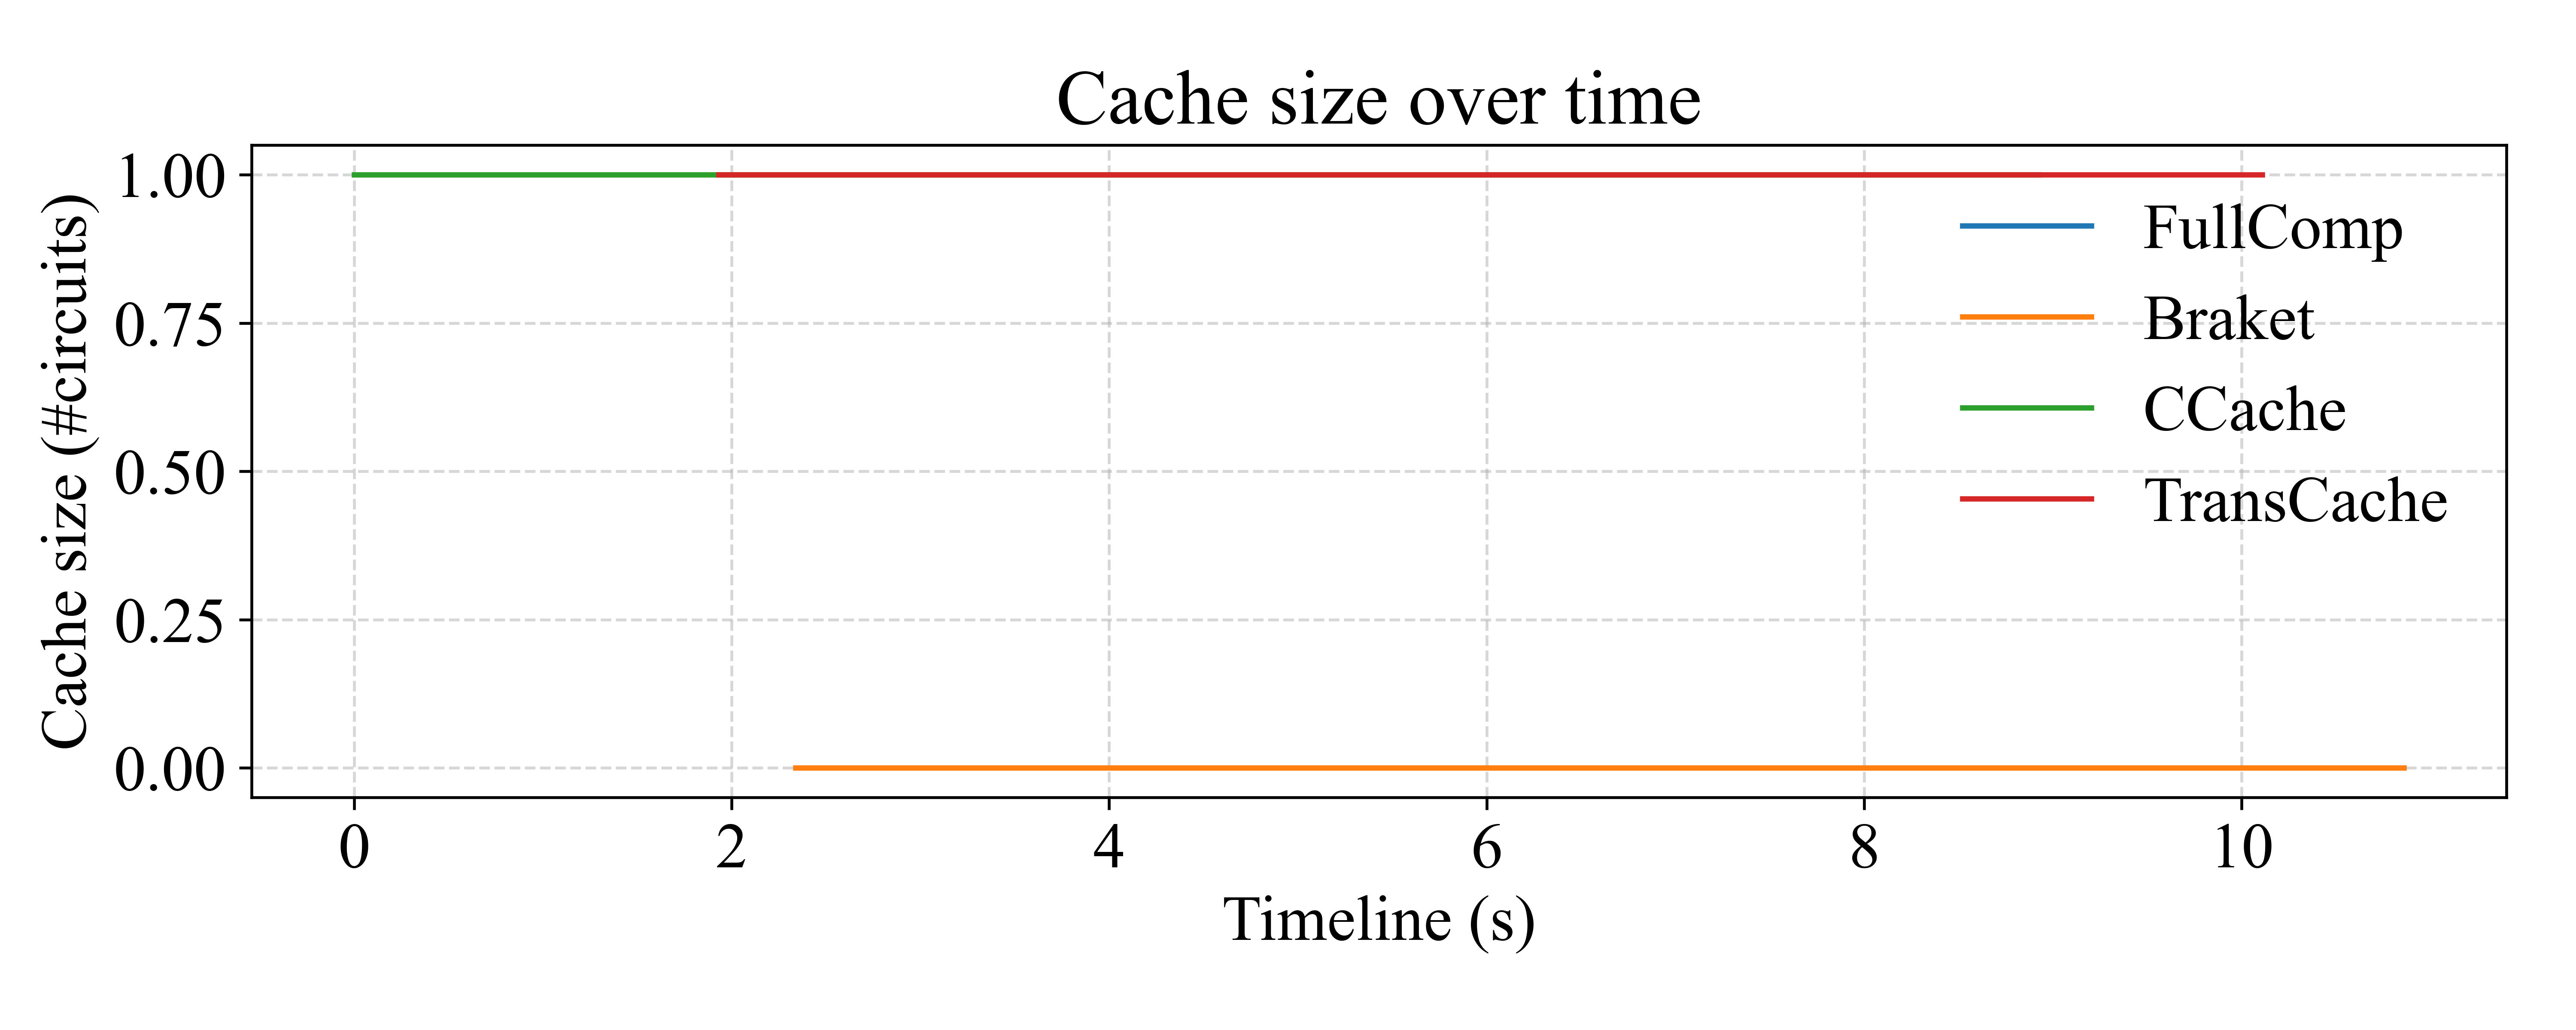 Cache size over time
Cache size (#circuits)
1.00
0.75
0.50
0.25
0.00
FullComp
Braket
CCache
TransCache
0 2 4 6 8 10
Timeline (s)